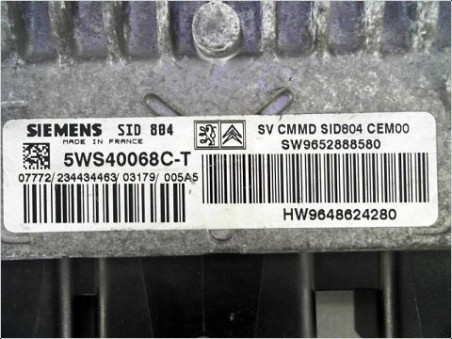 SIEMENS SID 804
MADE IN FRANCE
5WS40068C-T
07772/234434463/03179/005A5
SV CMMD SID804 CEM00
SW9652888580
HW9648624280